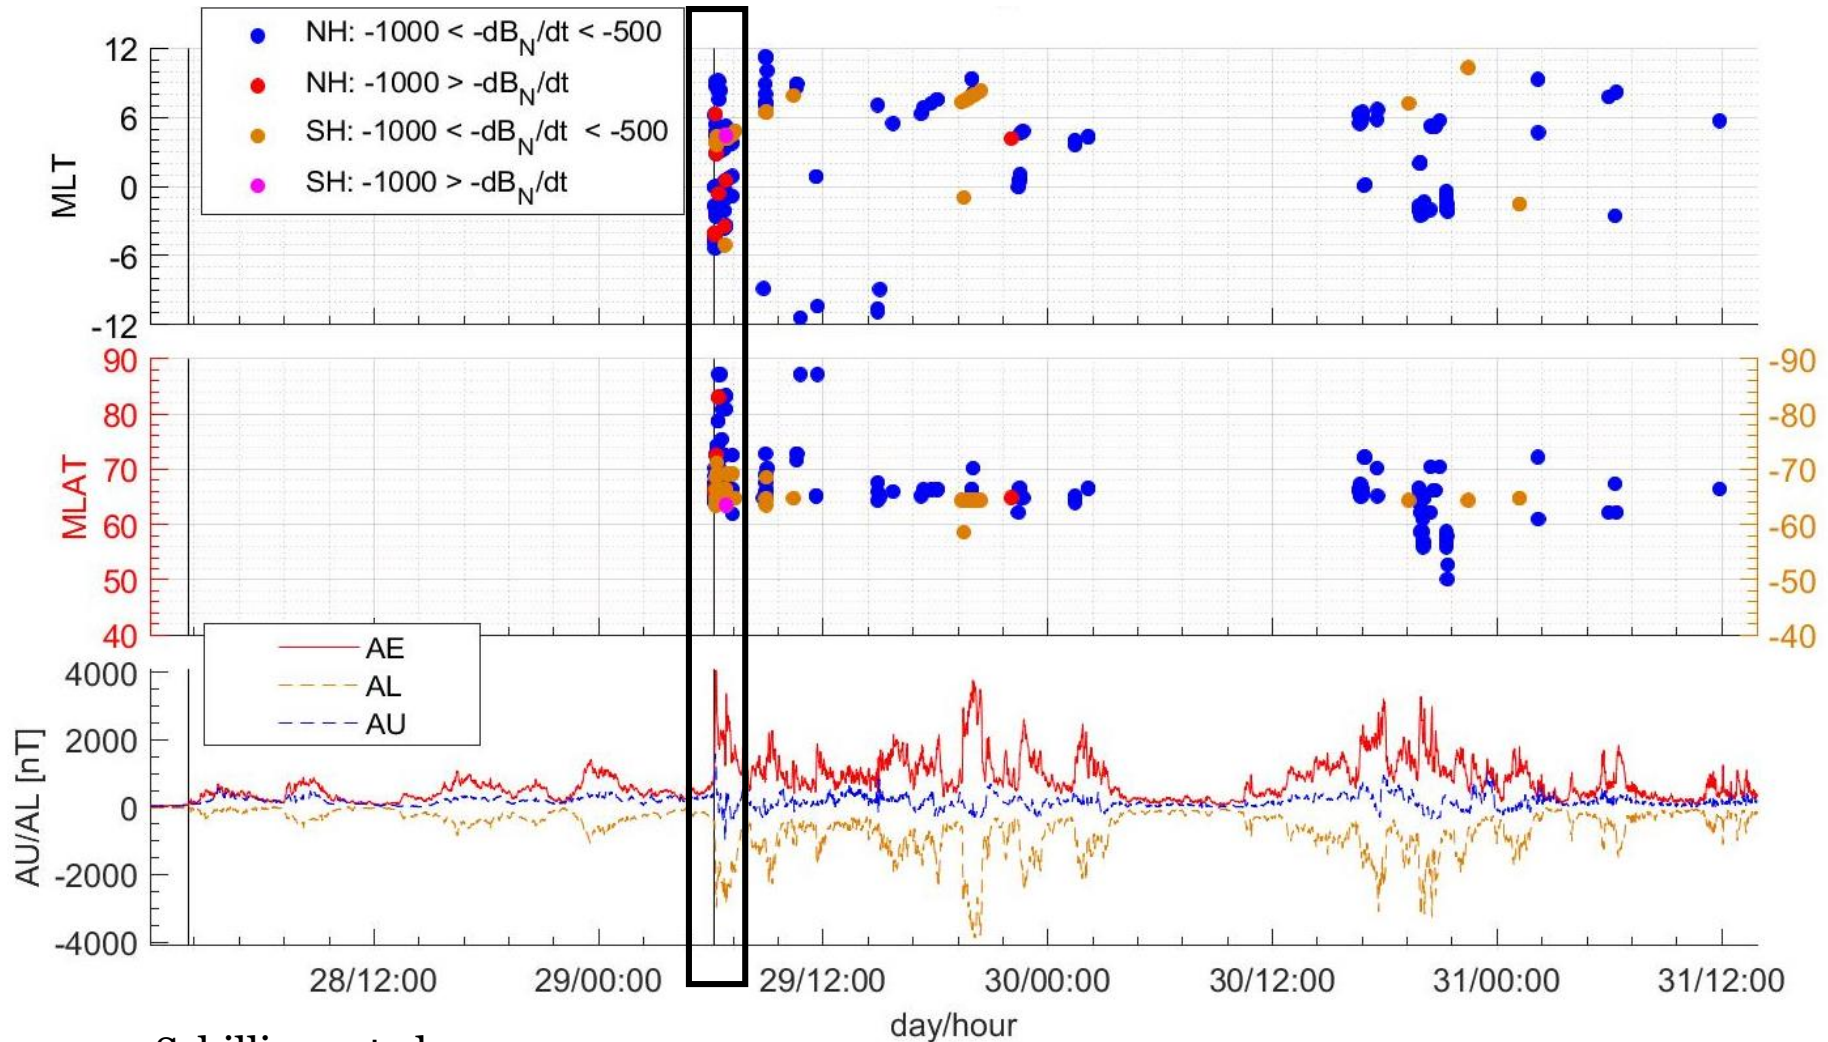 NH: -1000 < -dB_N/dt < -500
NH: -1000 > -dB_N/dt
SH: -1000 < -dB_N/dt < -500
SH: -1000 > -dB_N/dt
12
6
0
-6
-12
MLT
90
80
70
60
50
40
MLAT
-90
-80
-70
-60
-50
-40
AE
AL
AU
4000
2000
0
-2000
-4000
AU/AL [nT]
28/12:00 29/00:00 29/12:00 30/00:00 30/12:00 31/00:00 31/12:00
day/hour